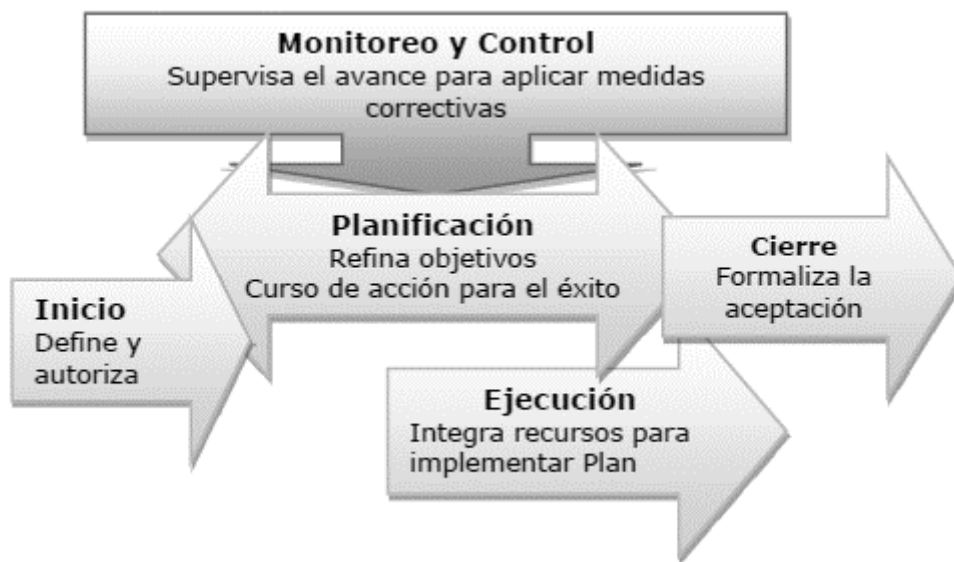 Monitoreo y Control
Supervisa el avance para aplicar medidas
correctivas
Planificación
Refina objetivos
Curso de acción para el éxito
Inicio
Define y
autoriza
Cierre
Formaliza la
aceptación
Ejecución
Integra recursos para
implementar Plan